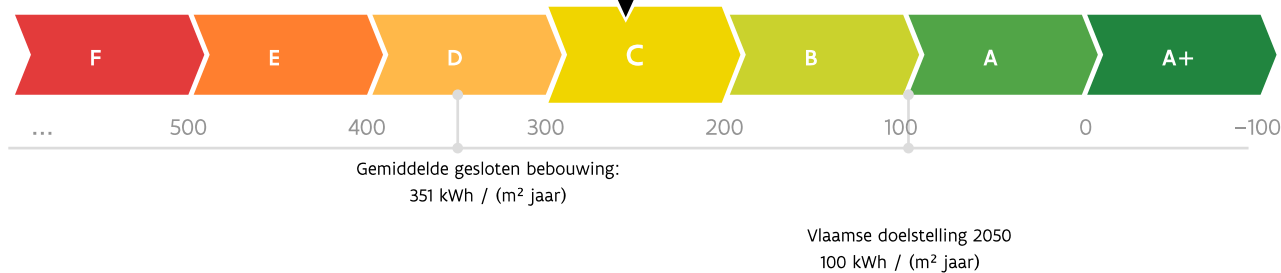 F E D C B A A+
... 500 400 300 200 100 0 –100
Gemiddelde gesloten bebouwing:
351 kWh / (m² jaar)
Vlaamse doelstelling 2050
100 kWh / (m² jaar)